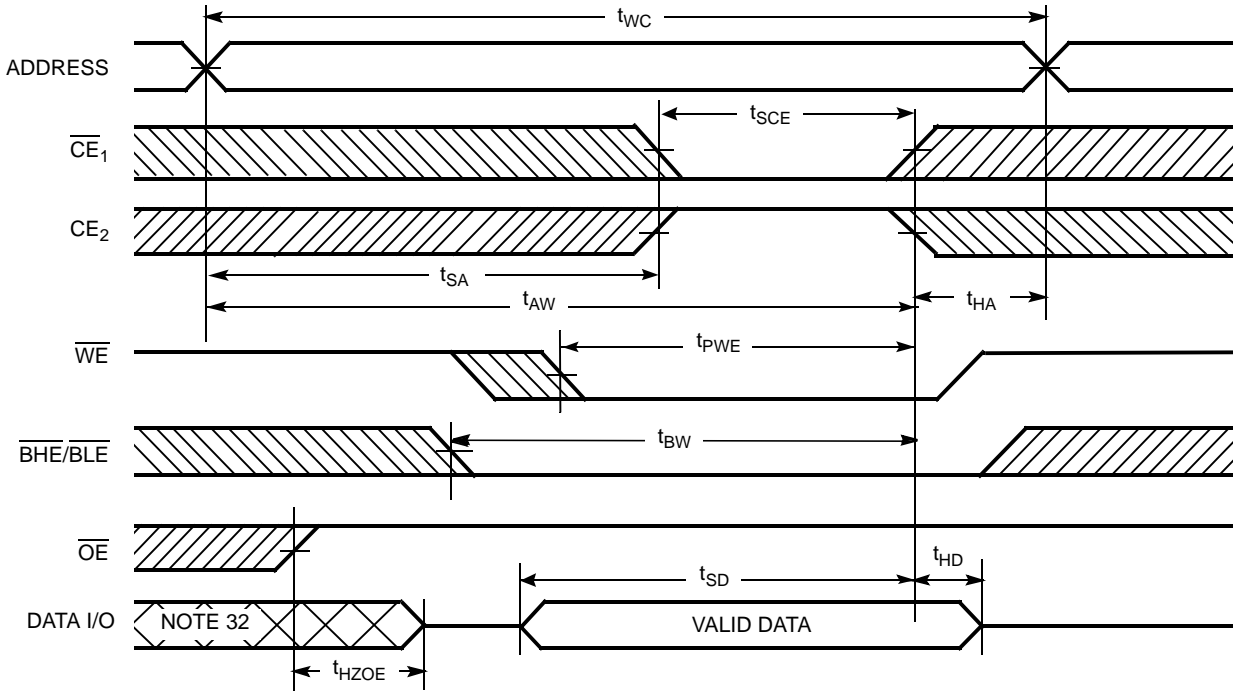 tWC
ADDRESS
tSCE
CE1
CE2
tSA
tAW
tHA
WE
tPWE
BHE/BLE
tBW
OE
tHD
tSD
DATA I/O
NOTE 32
VALID DATA
tHZOE